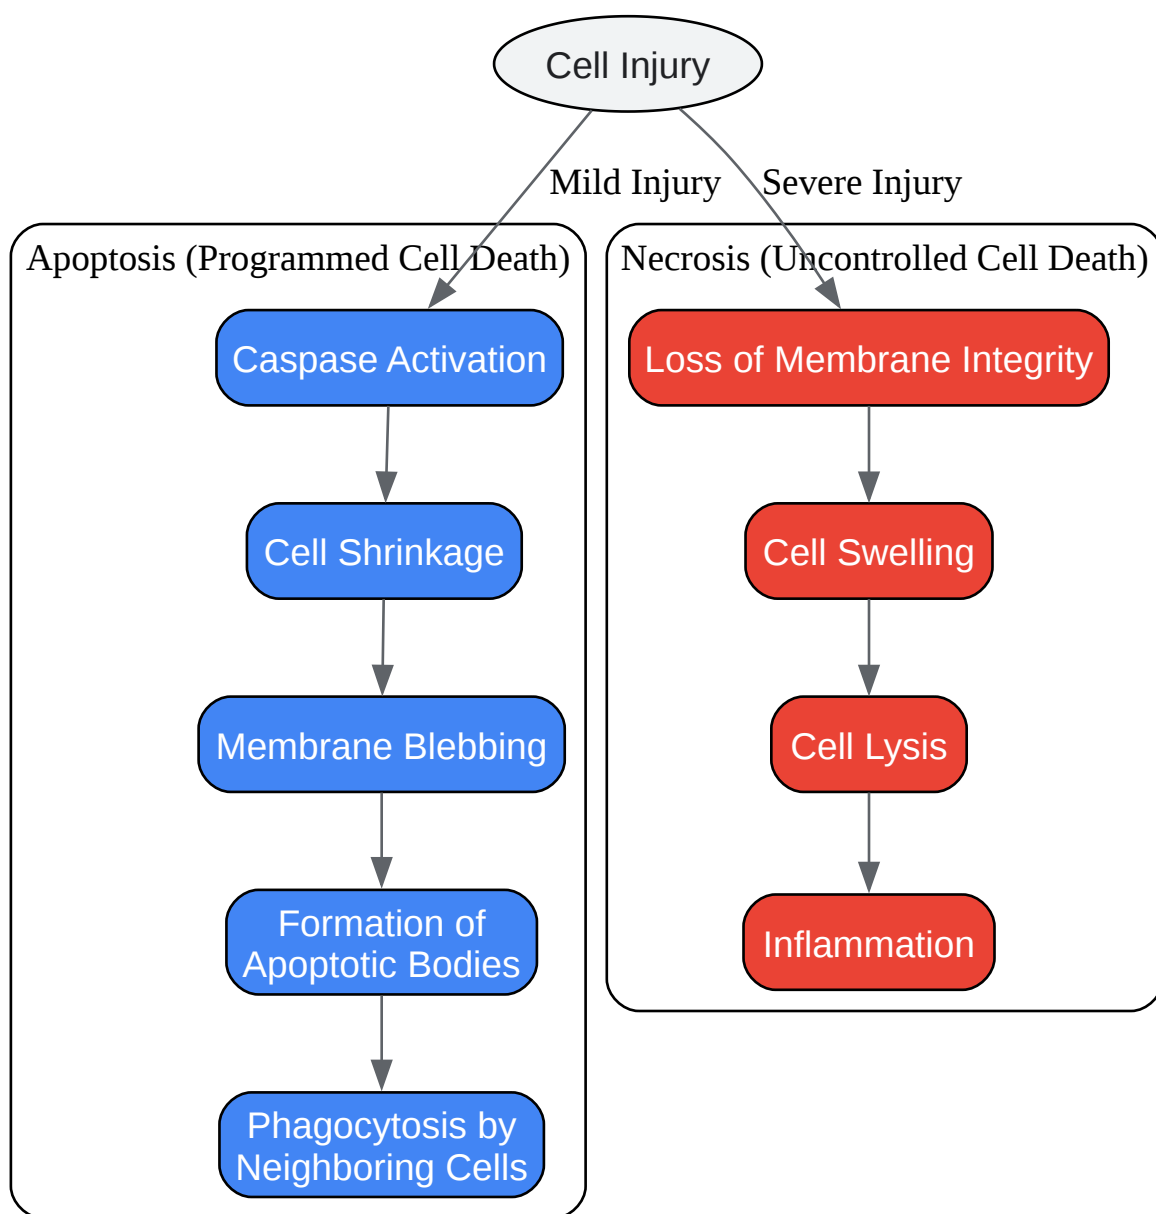 Cell Injury
Mild Injury
Severe Injury
Apoptosis (Programmed Cell Death)
Caspase Activation
Cell Shrinkage
Membrane Blebbing
Formation of
Apoptotic Bodies
Phagocytosis by
Neighboring Cells
Necrosis (Uncontrolled Cell Death)
Loss of Membrane Integrity
Cell Swelling
Cell Lysis
Inflammation